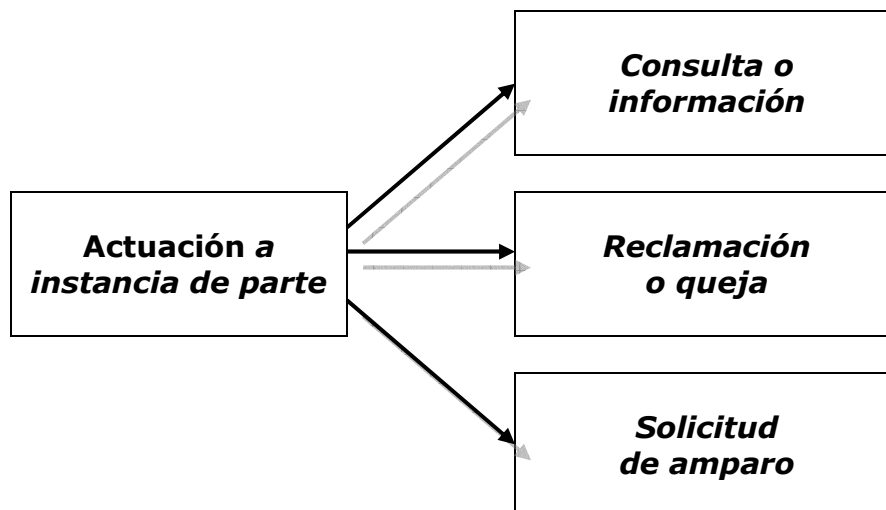 Actuación a
instancia de parte
Consulta o
información
Reclamación
o queja
Solicitud
de amparo